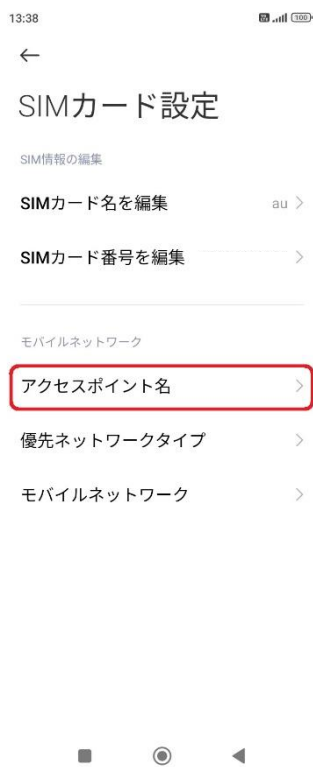 13:38
100
SIMカード設定
SIM情報の編集
SIMカード名を編集 au
SIMカード番号を編集
モバイルネットワーク
アクセスポイント名
優先ネットワークタイプ
モバイルネットワーク